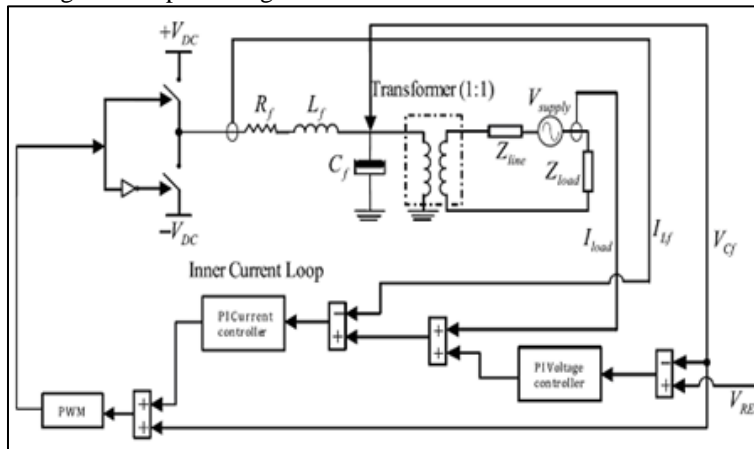 +V_DC
Transformer (1:1)
V_supply
R_f
L_f
C_f
Z_line
Z_load
-V_DC
I_load
I_Lf
V_Cf
Inner Current Loop
PI Current
controller
PI Voltage
controller
PWM
- + + + - + + +